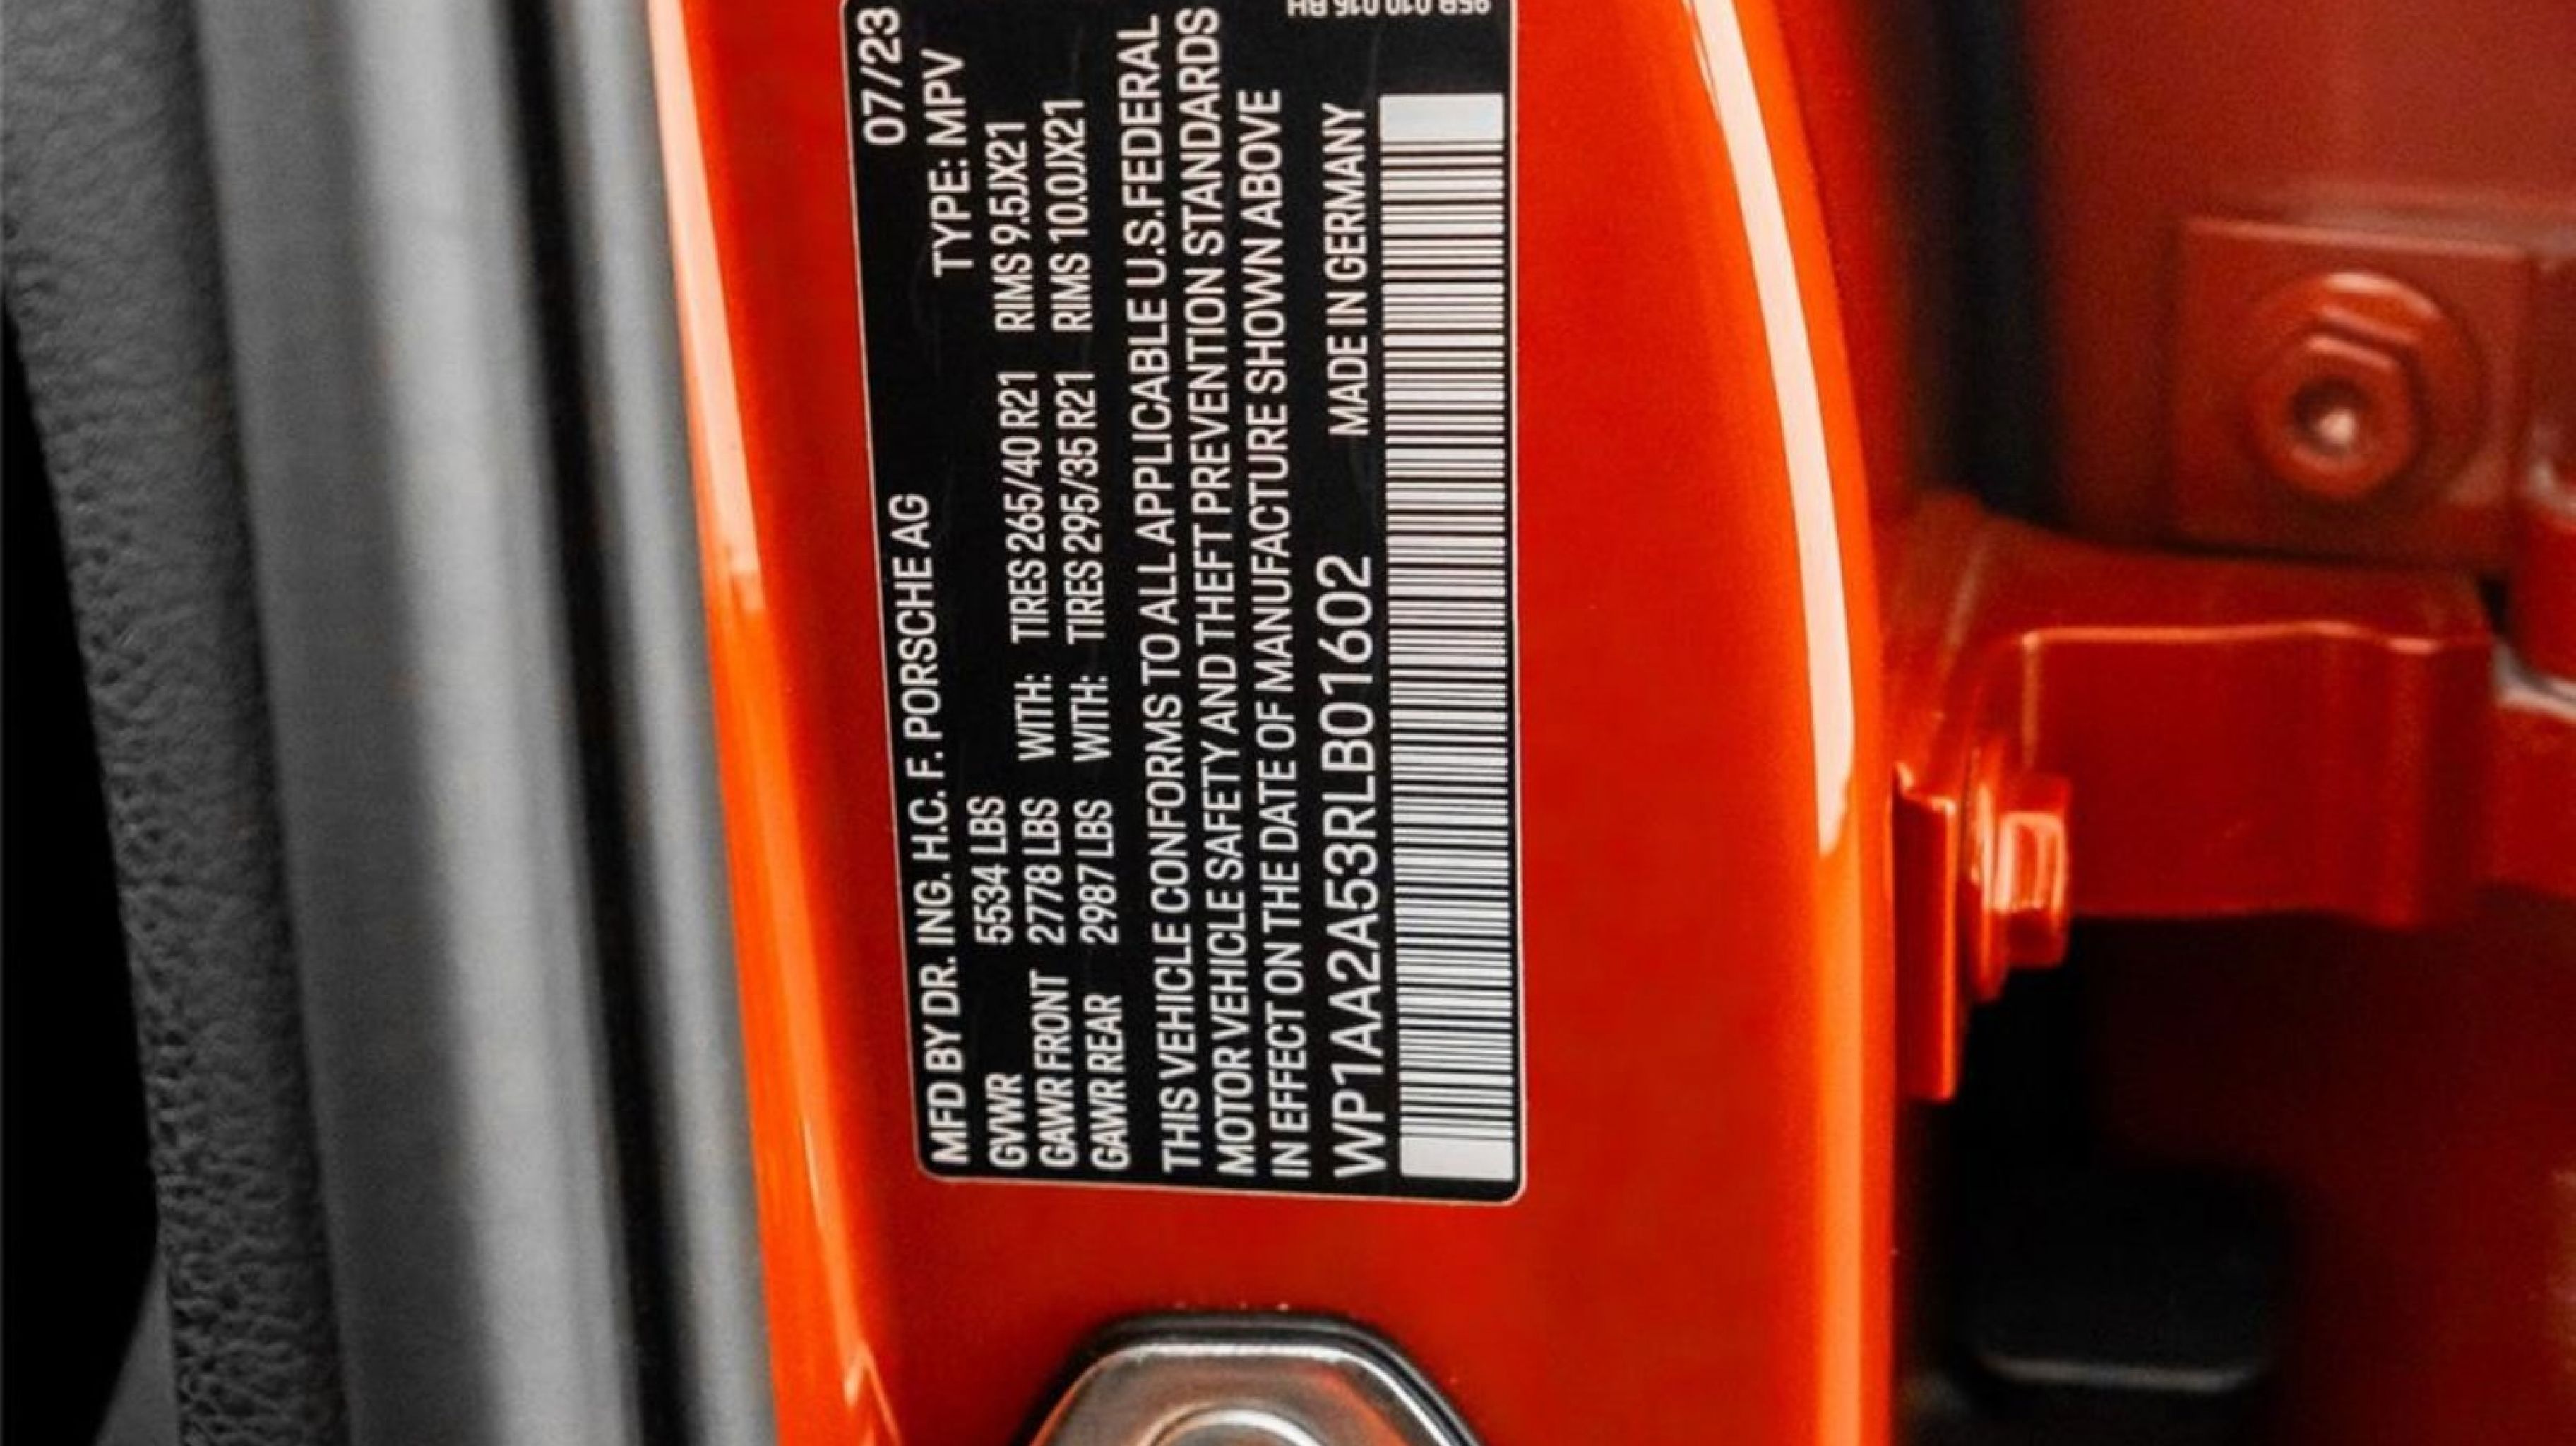 MFD BY DR. ING. H.C. F. PORSCHE AG 07/23
TYPE: MPV
GVWR 5534 LBS
GAWR FRONT 2778 LBS WITH: TIRES 265/40 R21 RIMS 9.5JX21
GAWR REAR 2987 LBS WITH: TIRES 295/35 R21 RIMS 10.0JX21
THIS VEHICLE CONFORMS TO ALL APPLICABLE U.S. FEDERAL
MOTOR VEHICLE SAFETY AND THEFT PREVENTION STANDARDS
IN EFFECT ON THE DATE OF MANUFACTURE SHOWN ABOVE
WP1AA2A53RLB01602 MADE IN GERMANY